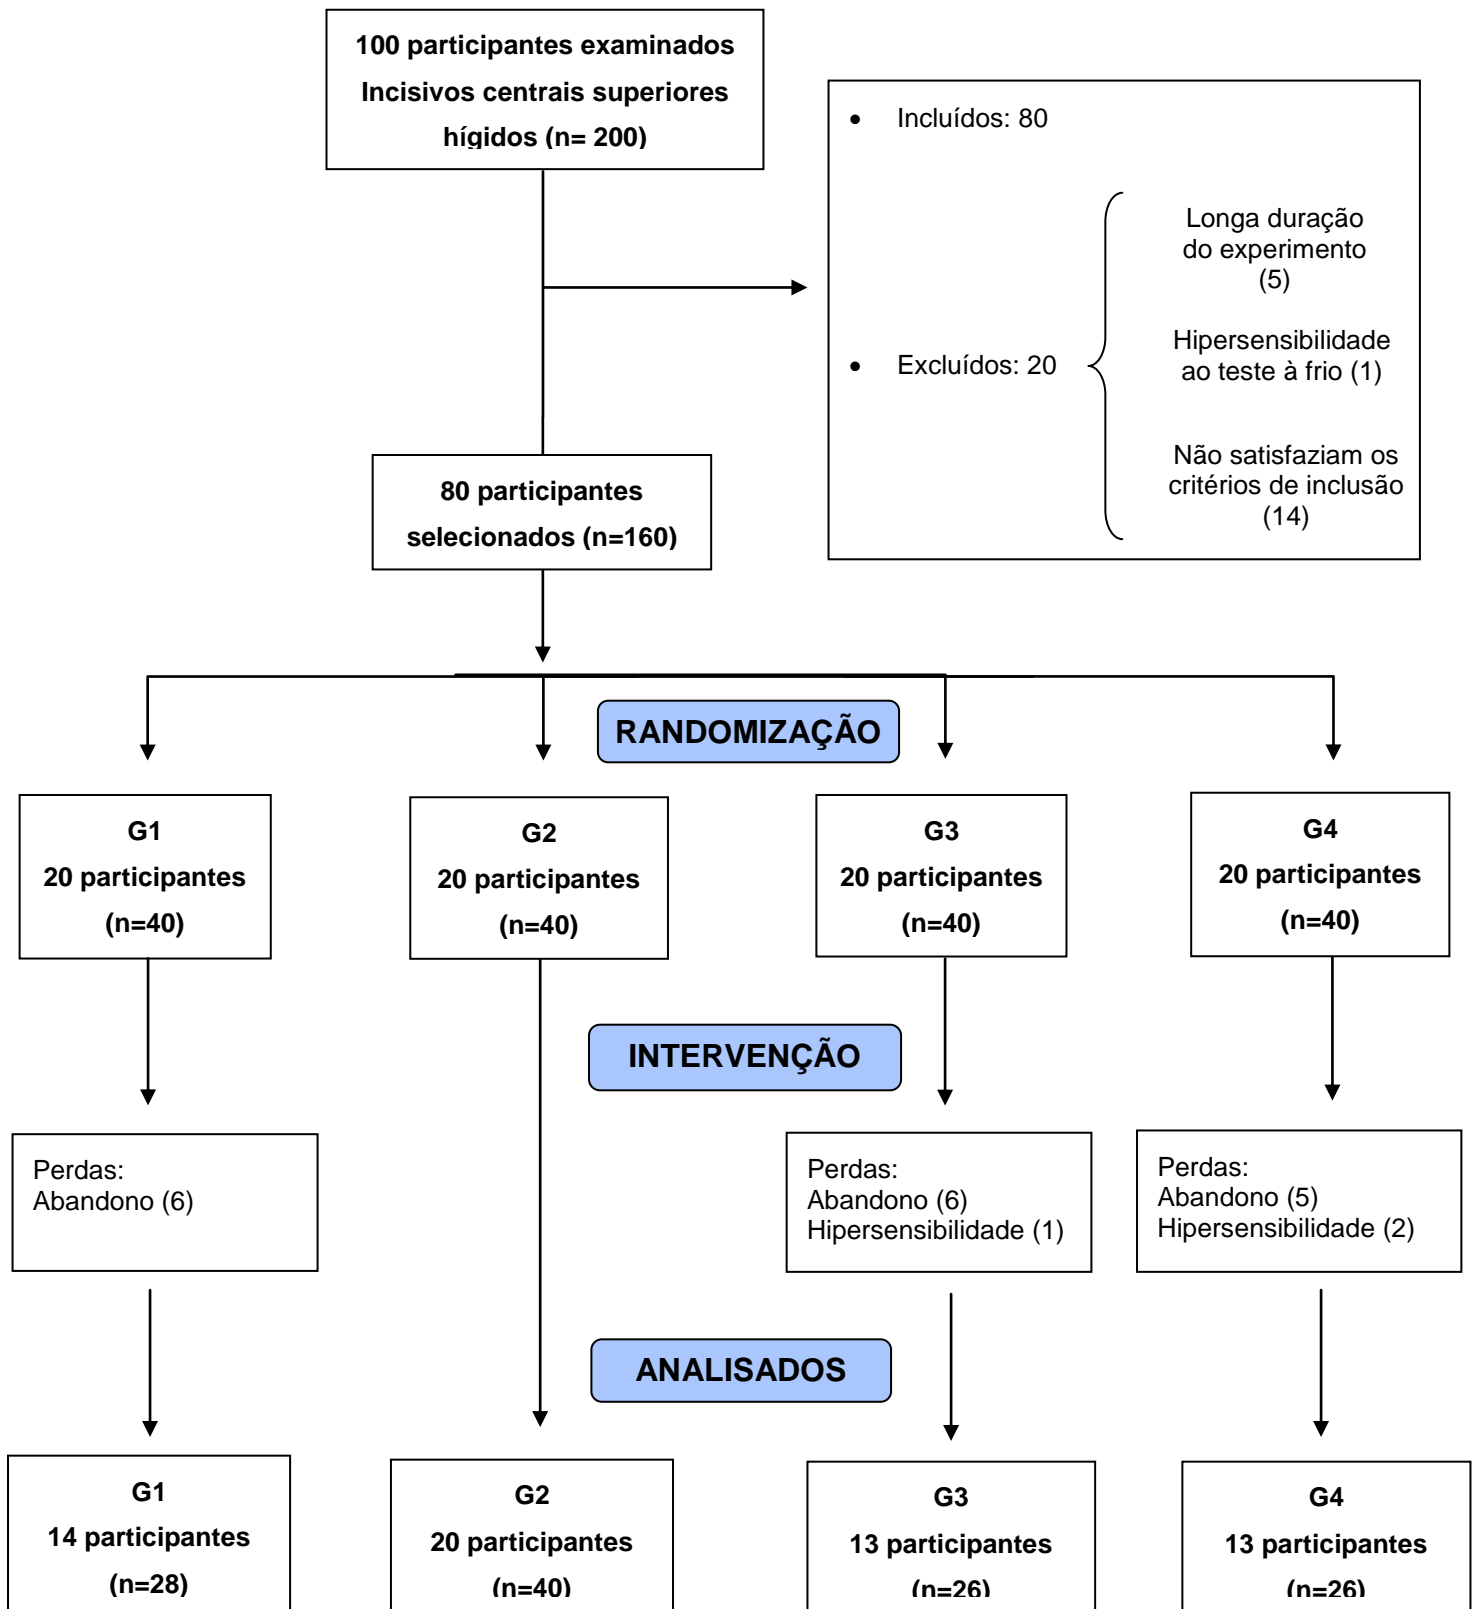 100 participantes examinados
Incisivos centrais superiores
hígidos (n= 200)
• Incluídos: 80
Longa duração
do experimento
(5)
• Excluídos: 20
Hipersensibilidade
ao teste à frio (1)
Não satisfaziam os
critérios de inclusão
(14)
80 participantes
selecionados (n=160)
RANDOMIZAÇÃO
G1
20 participantes
(n=40)
G2
20 participantes
(n=40)
G3
20 participantes
(n=40)
G4
20 participantes
(n=40)
INTERVENÇÃO
Perdas:
Abandono (6)
Perdas:
Abandono (6)
Hipersensibilidade (1)
Perdas:
Abandono (5)
Hipersensibilidade (2)
ANALISADOS
G1
14 participantes
(n=28)
G2
20 participantes
(n=40)
G3
13 participantes
(n=26)
G4
13 participantes
(n=26)